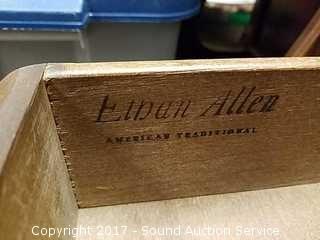 Ethan Allen
AMERICAN TRADITIONAL
Copyright 2017 - Sound Auction Service